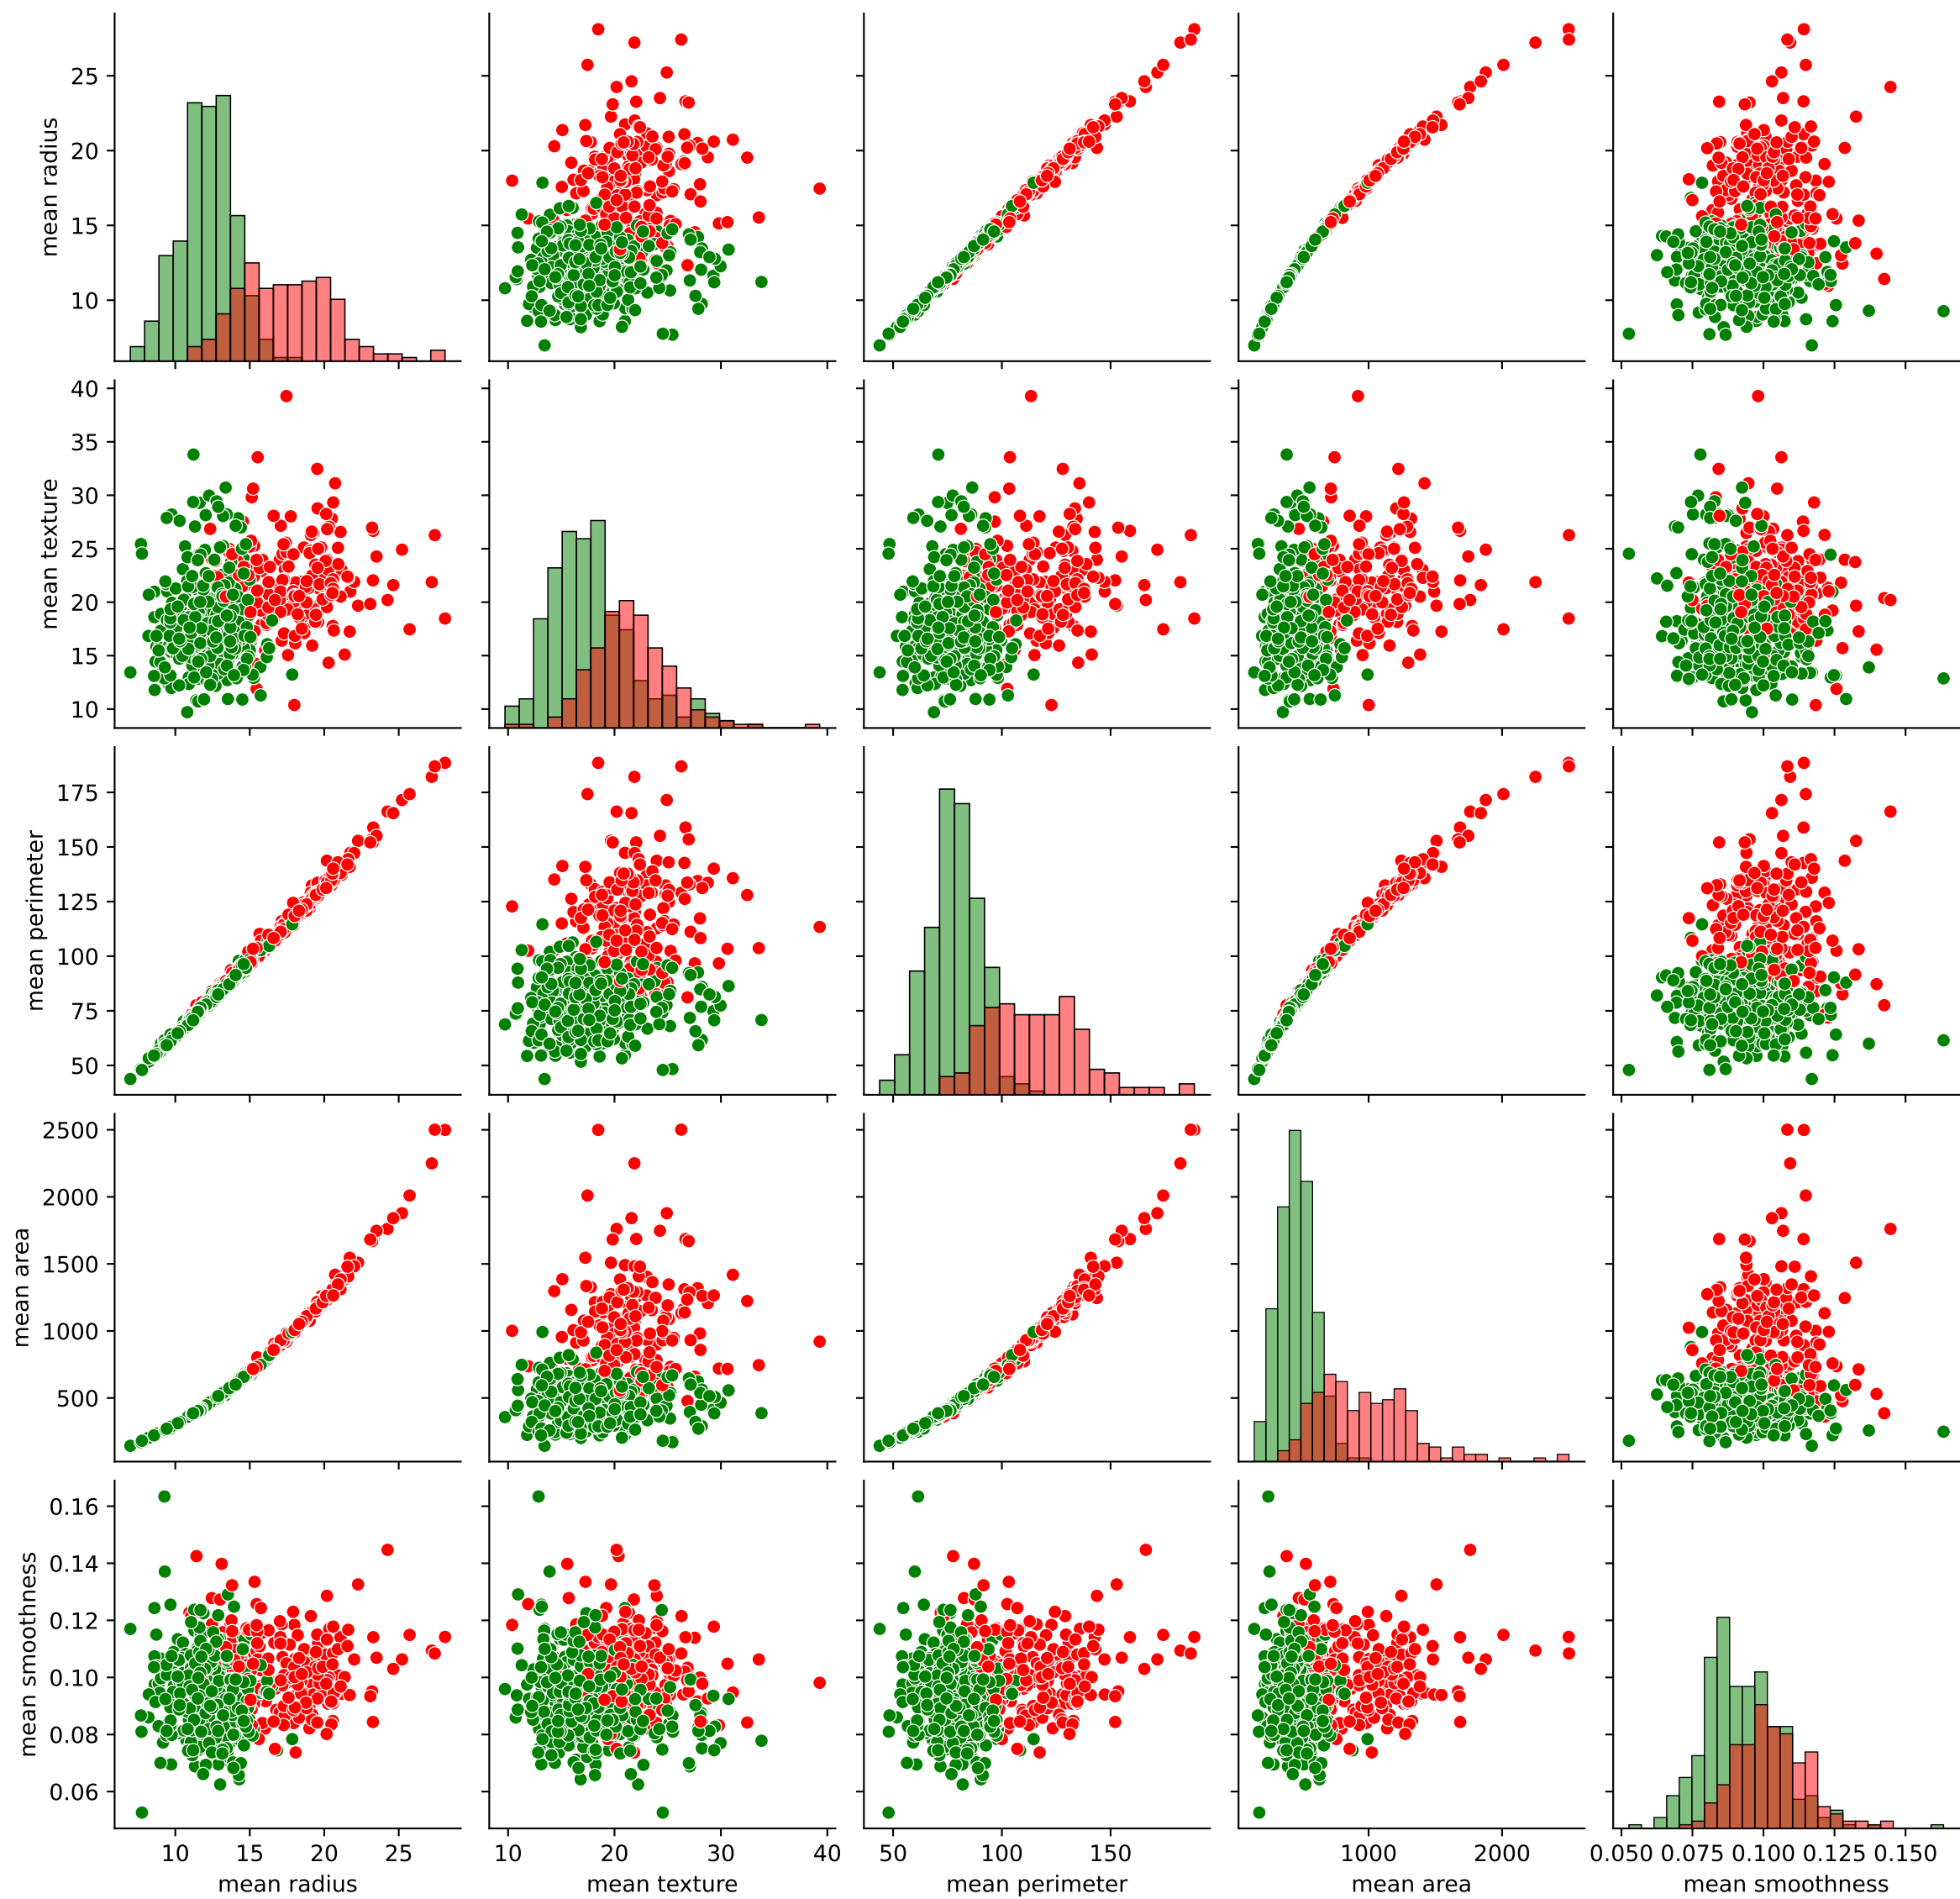 mean radius
25
20
15
10
mean texture
40
35
30
25
20
15
10
mean perimeter
175
150
125
100
75
50
mean area
2500
2000
1500
1000
500
mean smoothness
0.16
0.14
0.12
0.10
0.08
0.06
10 15 20 25
10 20 30 40
50 100 150
1000 2000
0.050 0.075 0.100 0.125 0.150
mean radius
mean texture
mean perimeter
mean area
mean smoothness